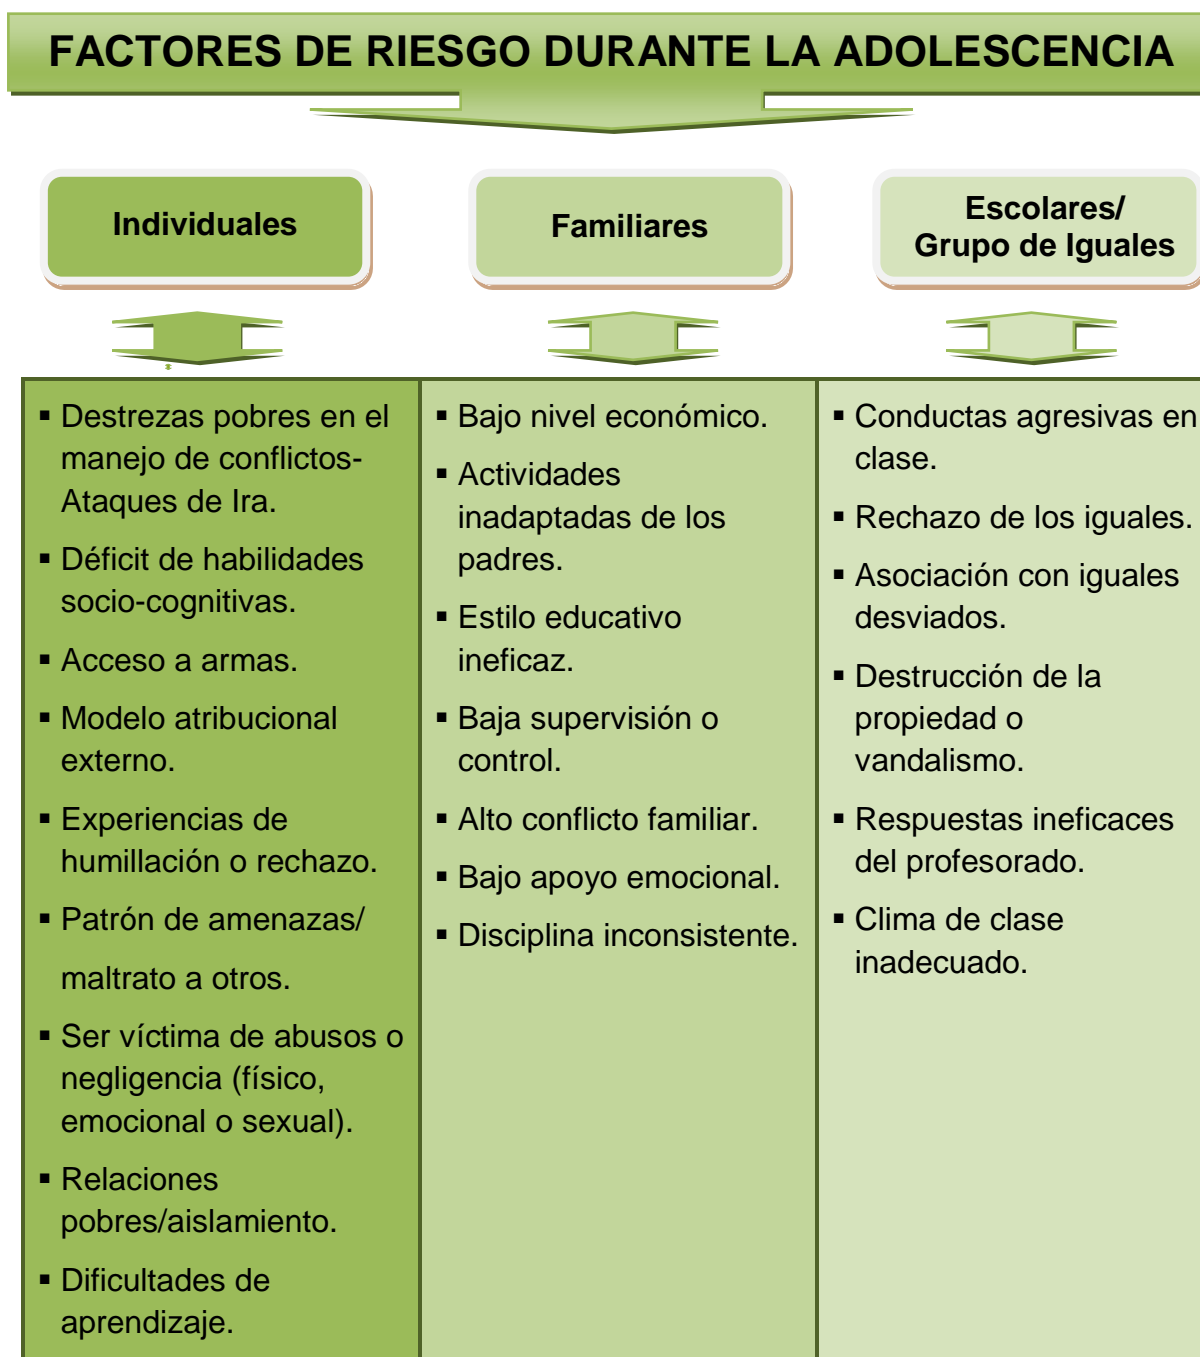 FACTORES DE RIESGO DURANTE LA ADOLESCENCIA
Individuales
Familiares
Escolares/
Grupo de Iguales
▪ Destrezas pobres en el
manejo de conflictos-
Ataques de Ira.
▪ Déficit de habilidades
socio-cognitivas.
▪ Acceso a armas.
▪ Modelo atribucional
externo.
▪ Experiencias de
humillación o rechazo.
▪ Patrón de amenazas/
maltrato a otros.
▪ Ser víctima de abusos o
negligencia (físico,
emocional o sexual).
▪ Relaciones
pobres/aislamiento.
▪ Dificultades de
aprendizaje.
▪ Bajo nivel económico.
▪ Actividades
inadaptadas de los
padres.
▪ Estilo educativo
ineficaz.
▪ Baja supervisión o
control.
▪ Alto conflicto familiar.
▪ Bajo apoyo emocional.
▪ Disciplina inconsistente.
▪ Conductas agresivas en
clase.
▪ Rechazo de los iguales.
▪ Asociación con iguales
desviados.
▪ Destrucción de la
propiedad o
vandalismo.
▪ Respuestas ineficaces
del profesorado.
▪ Clima de clase
inadecuado.